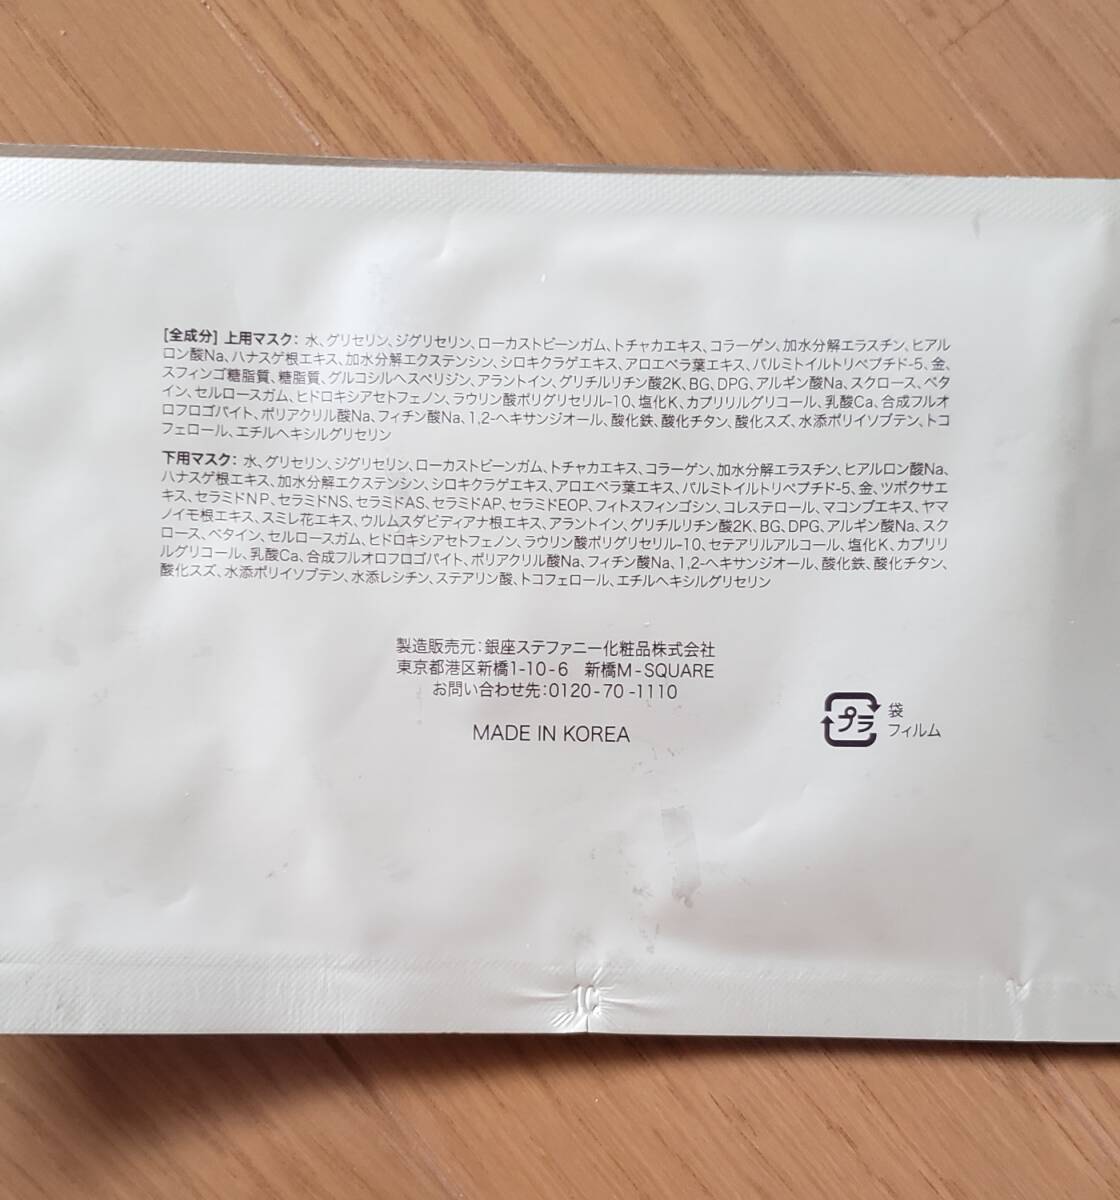 [全成分] 上用マスク: 水、グリセリン、ジグリセリン、ローカストビーンガム、トチャカエキス、コラーゲン、加水分解エラスチン、ヒアル
ロン酸Na、ハナスゲ根エキス、加水分解エクステンシン、シロキクラゲエキス、アロエベラ葉エキス、パルミトイルトリペプチド-5、金、
スフィンゴ糖脂質、糖脂質、グルコシルヘスペリジン、アラントイン、グリチルリチン酸2K、BG、DPG、アルギン酸Na、スクロース、ベタ
イン、セルロースガム、ヒドロキシアセトフェノン、ラウリン酸ポリグリセリル-10、塩化K、カプリリルグリコール、乳酸Ca、合成フルオ
ロフロゴパイト、ポリアクリル酸Na、フィチン酸Na、1,2-ヘキサンジオール、酸化鉄、酸化チタン、酸化スズ、水添ポリイソブテン、トコ
フェロール、エチルヘキシルグリセリン
下用マスク: 水、グリセリン、ジグリセリン、ローカストビーンガム、トチャカエキス、コラーゲン、加水分解エラスチン、ヒアルロン酸Na、
ハナスゲ根エキス、加水分解エクステンシン、シロキクラゲエキス、アロエベラ葉エキス、パルミトイルトリペプチド-5、金、ツボクサエ
キス、セラミドNP、セラミドNS、セラミドAS、セラミドAP、セラミドEOP、フィトスフィンゴシン、コレステロール、マコンブエキス、ヤマ
ノイモ根エキス、スミレ花エキス、ウルムスダビディアナ根エキス、アラントイン、グリチルリチン酸2K、BG、DPG、アルギン酸Na、スク
ロース、ベタイン、セルロースガム、ヒドロキシアセトフェノン、ラウリン酸ポリグリセリル-10、セテアリルアルコール、塩化K、カプリリ
ルグリコール、乳酸Ca、合成フルオロフロゴパイト、ポリアクリル酸Na、フィチン酸Na、1,2-ヘキサンジオール、酸化鉄、酸化チタン、
酸化スズ、水添ポリイソブテン、水添レシチン、ステアリン酸、トコフェロール、エチルヘキシルグリセリン
製造販売元:銀座ステファニー化粧品株式会社
東京都港区新橋1-10-6 新橋M-SQUARE
お問い合わせ先:0120-70-1110
MADE IN KOREA
プラ
袋
フィルム
JC